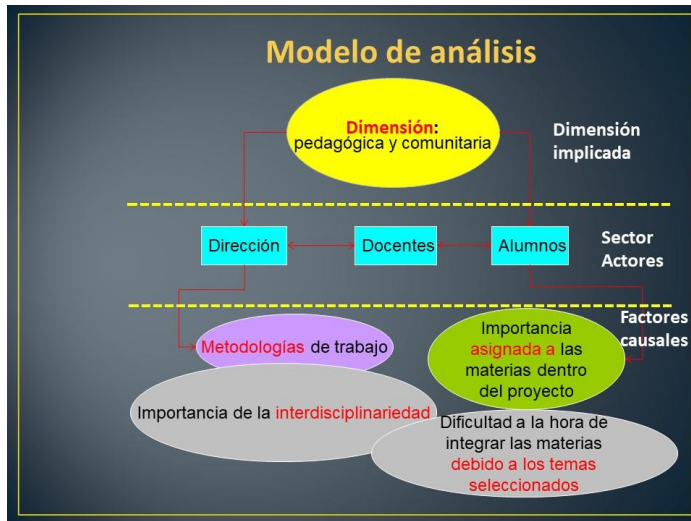 Modelo de análisis
Dimensión:
pedagógica y comunitaria
Dimensión
implicada
Dirección
Docentes
Alumnos
Sector
Actores
Factores
causales
Metodologías de trabajo
Importancia de la interdisciplinariedad
Importancia
asignada a las
materias dentro
del proyecto
Dificultad a la hora de
integrar las materias
debido a los temas
seleccionados